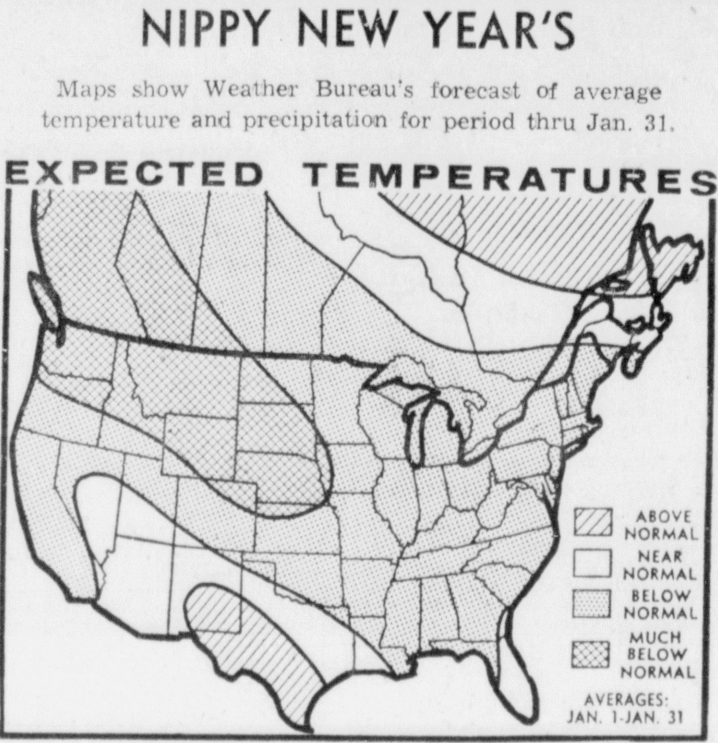 NIPPY NEW YEAR'S
Maps show Weather Bureau's forecast of average
temperature and precipitation for period thru Jan. 31.
EXPECTED TEMPERATURES
ABOVE
NORMAL
NEAR
NORMAL
BELOW
NORMAL
MUCH
BELOW
NORMAL
AVERAGES:
JAN. 1-JAN. 31